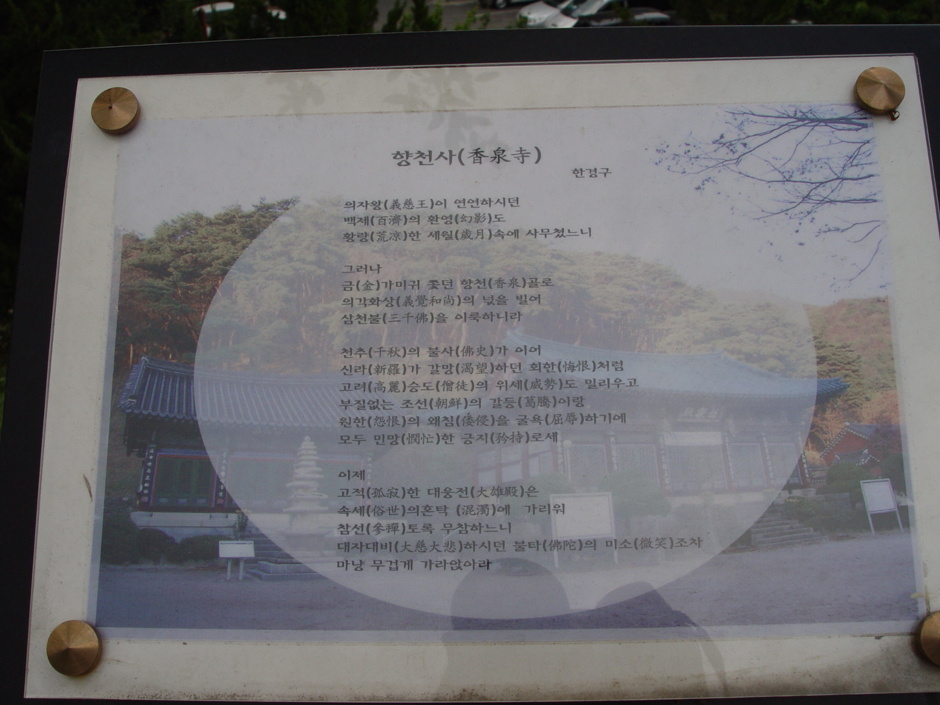 향천사(香泉寺)
한경구
의자왕(義慈王)이 연연하시던
백제(百濟)의 환영(幻影)도
황량(荒凉)한 세월(歲月)속에 사무쳤느니
그러나
금(金)가미귀 쫓던 향천(香泉)골로
의각화상(義覺和尚)의 넋을 빌어
삼천불(三千佛)을 이룩하니라
천추(千秋)의 불사(佛史)가 이어
신라(新羅)가 갈망(渴望)하던 회한(悔恨)처럼
고려(高麗)승도(僧徒)의 위세(威勢)도 밀리우고
부질없는 조선(朝鮮)의 갈등(葛騰)이랑
원한(怨恨)의 왜침(倭侵)을 굴욕(屈辱)하기에
모두 민망(憫忙)한 긍지(矜持)로세
이제
고적(孤寂)한 대웅전(大雄殿)은
속세(俗世)의혼탁 (混濁)에 가리워
참선(參禪)토록 무참하느니
대자대비(大慈大悲)하시던 불타(佛陀)의 미소(微笑)조차
마냥 무겁게 가라앉아라